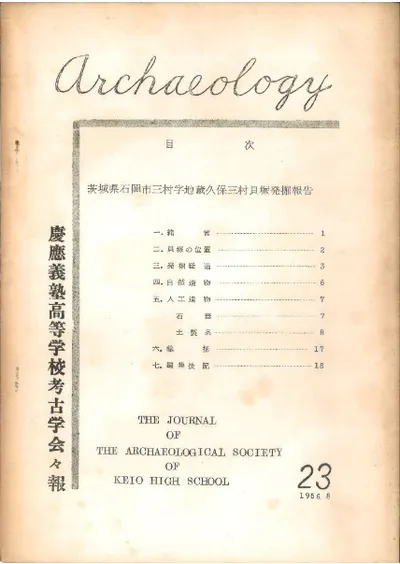 Archaeology
目 次
茨城県石岡市三村字地蔵久保三村貝塚発掘報告
一. 緒 言 1
二. 貝塚の位置 2
三. 発掘経過 3
四. 自然遺物 6
五. 人工遺物 7
石 器 7
土製品 8
六. 総 括 17
七. 編集後記 18
慶應義塾高等学校考古学会々報
THE JOURNAL
OF
THE ARCHAEOLOGICAL SOCIETY
OF
KEIO HIGH SCHOOL
23
1956.8